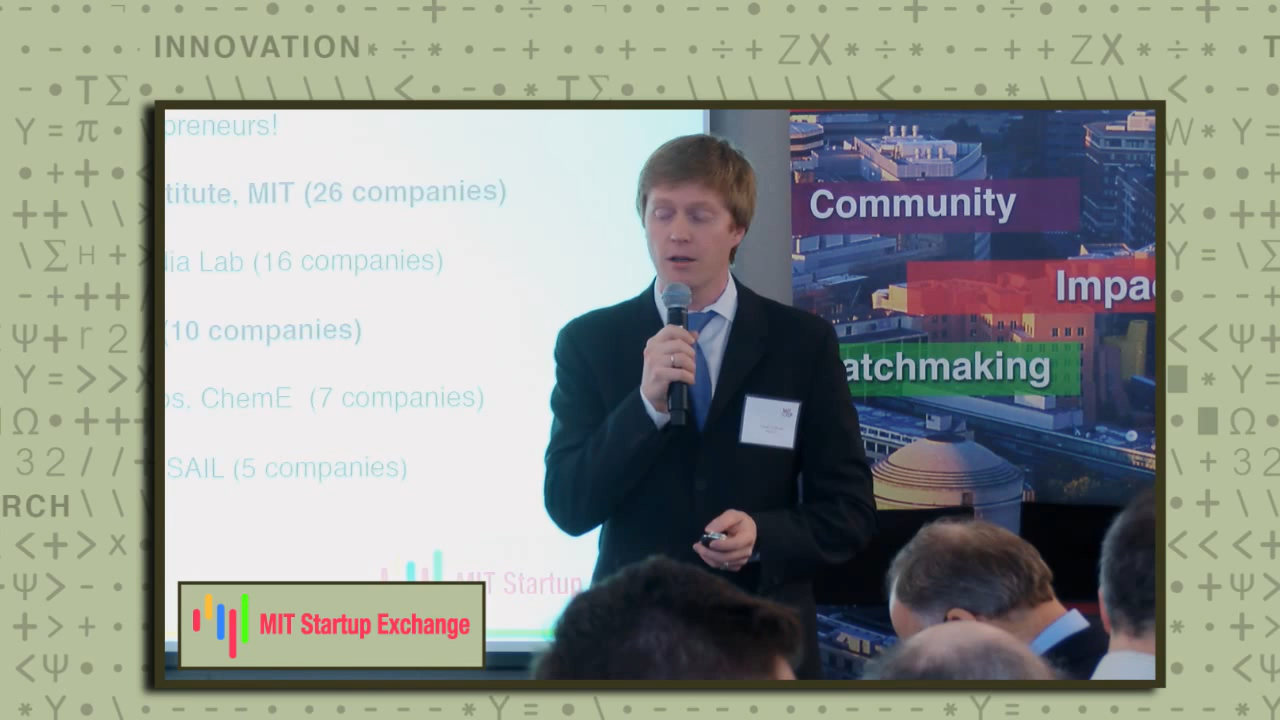 INNOVATION
preneurs!
titute, MIT (26 companies)
dia Lab (16 companies)
(10 companies)
os, ChemE (7 companies)
SAIL (5 companies)
MIT Startup
Community
Impac
atchmaking
MIT Startup Exchange
RCH